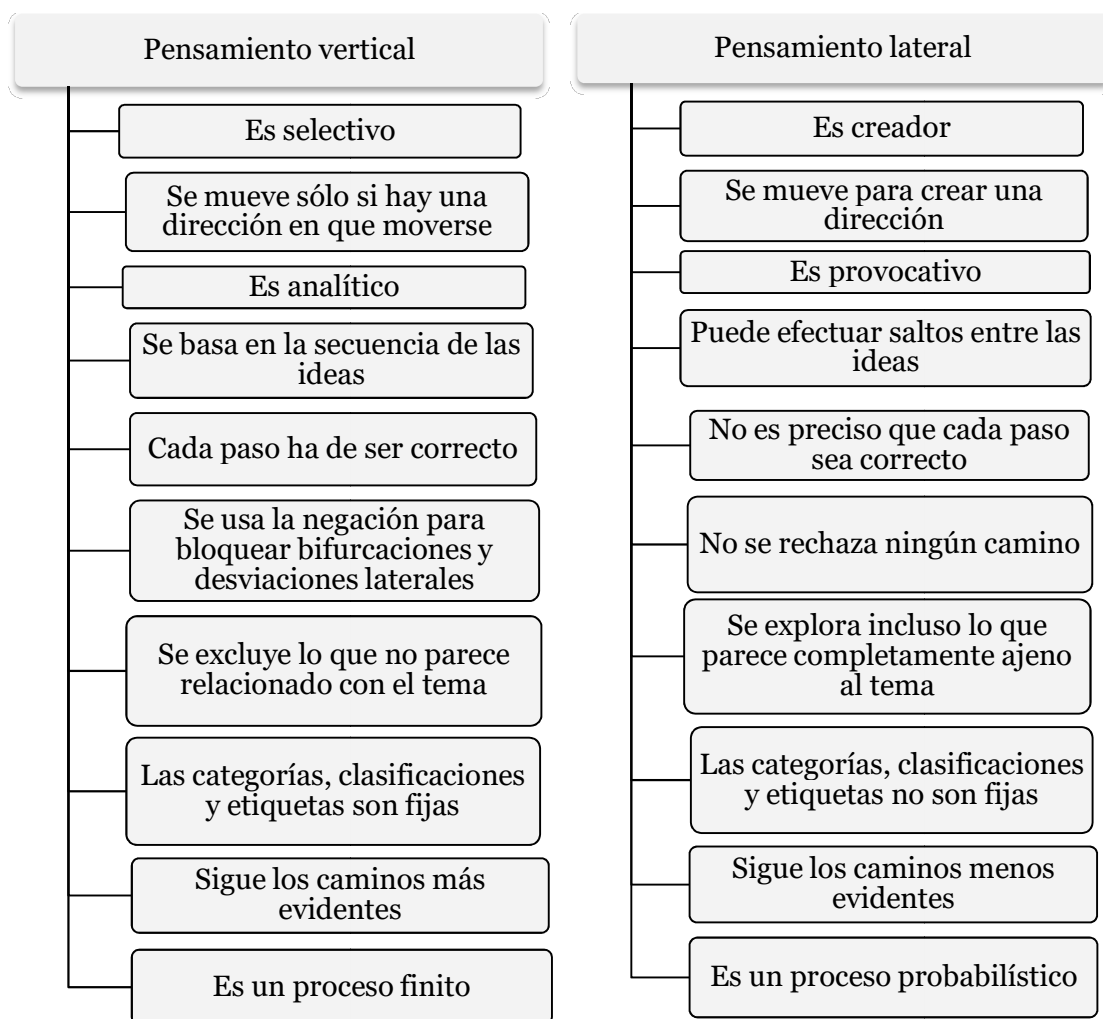 Pensamiento vertical
Es selectivo
Se mueve sólo si hay una
dirección en que moverse
Es analítico
Se basa en la secuencia de las
ideas
Cada paso ha de ser correcto
Se usa la negación para
bloquear bifurcaciones y
desviaciones laterales
Se excluye lo que no parece
relacionado con el tema
Las categorías, clasificaciones
y etiquetas son fijas
Sigue los caminos más
evidentes
Es un proceso finito
Pensamiento lateral
Es creador
Se mueve para crear una
dirección
Es provocativo
Puede efectuar saltos entre las
ideas
No es preciso que cada paso
sea correcto
No se rechaza ningún camino
Se explora incluso lo que
parece completamente ajeno
al tema
Las categorías, clasificaciones
y etiquetas no son fijas
Sigue los caminos menos
evidentes
Es un proceso probabilístico